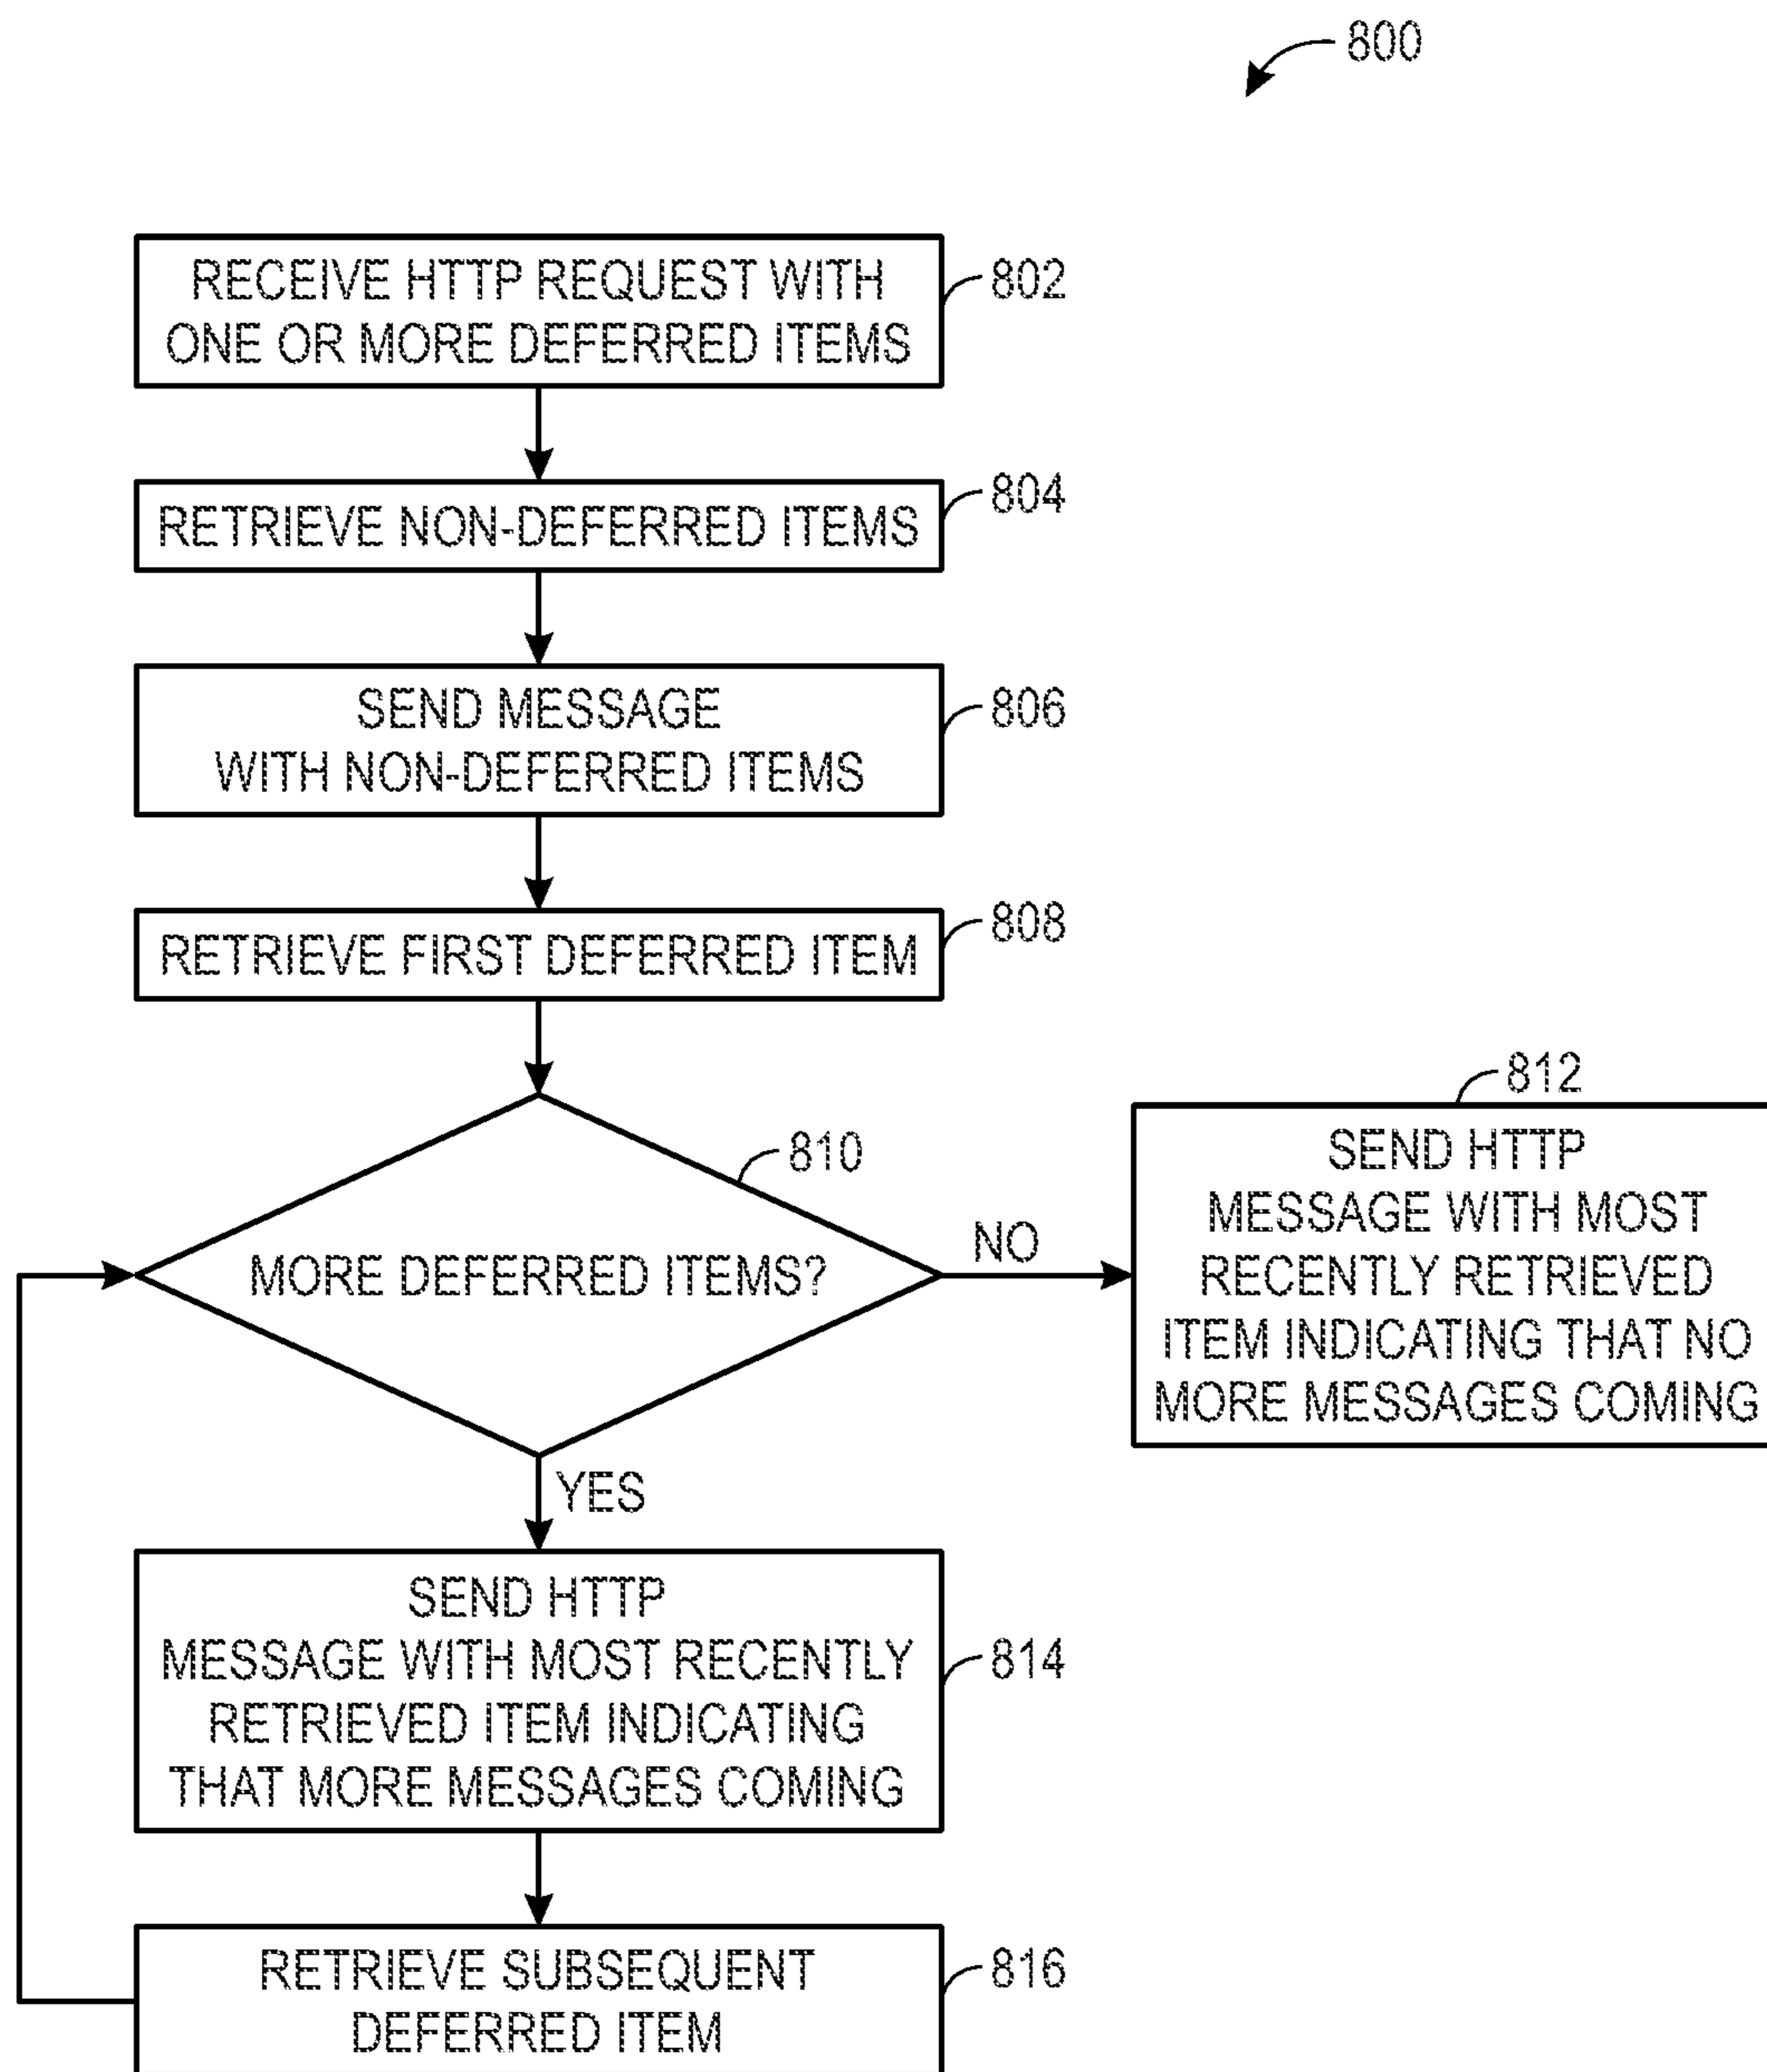 800
RECEIVE HTTP REQUEST WITH
ONE OR MORE DEFERRED ITEMS
802
RETRIEVE NON-DEFERRED ITEMS
804
SEND MESSAGE
WITH NON-DEFERRED ITEMS
806
RETRIEVE FIRST DEFERRED ITEM
808
MORE DEFERRED ITEMS?
810
NO
812
SEND HTTP
MESSAGE WITH MOST
RECENTLY RETRIEVED
ITEM INDICATING THAT NO
MORE MESSAGES COMING
YES
SEND HTTP
MESSAGE WITH MOST RECENTLY
RETRIEVED ITEM INDICATING
THAT MORE MESSAGES COMING
814
RETRIEVE SUBSEQUENT
DEFERRED ITEM
816